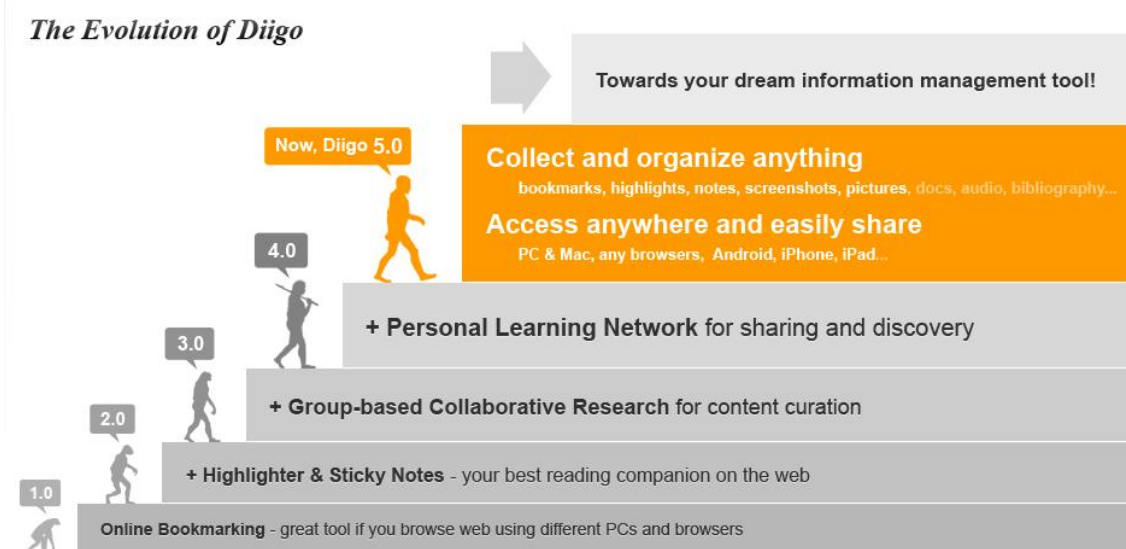 The Evolution of Diigo
Towards your dream information management tool!
Now, Diigo 5.0
Collect and organize anything
bookmarks, highlights, notes, screenshots, pictures, docs, audio, bibliography...
Access anywhere and easily share
PC & Mac, any browsers, Android, iPhone, iPad...
4.0
+ Personal Learning Network for sharing and discovery
3.0
+ Group-based Collaborative Research for content curation
2.0
+ Highlighter & Sticky Notes - your best reading companion on the web
1.0
Online Bookmarking - great tool if you browse web using different PCs and browsers